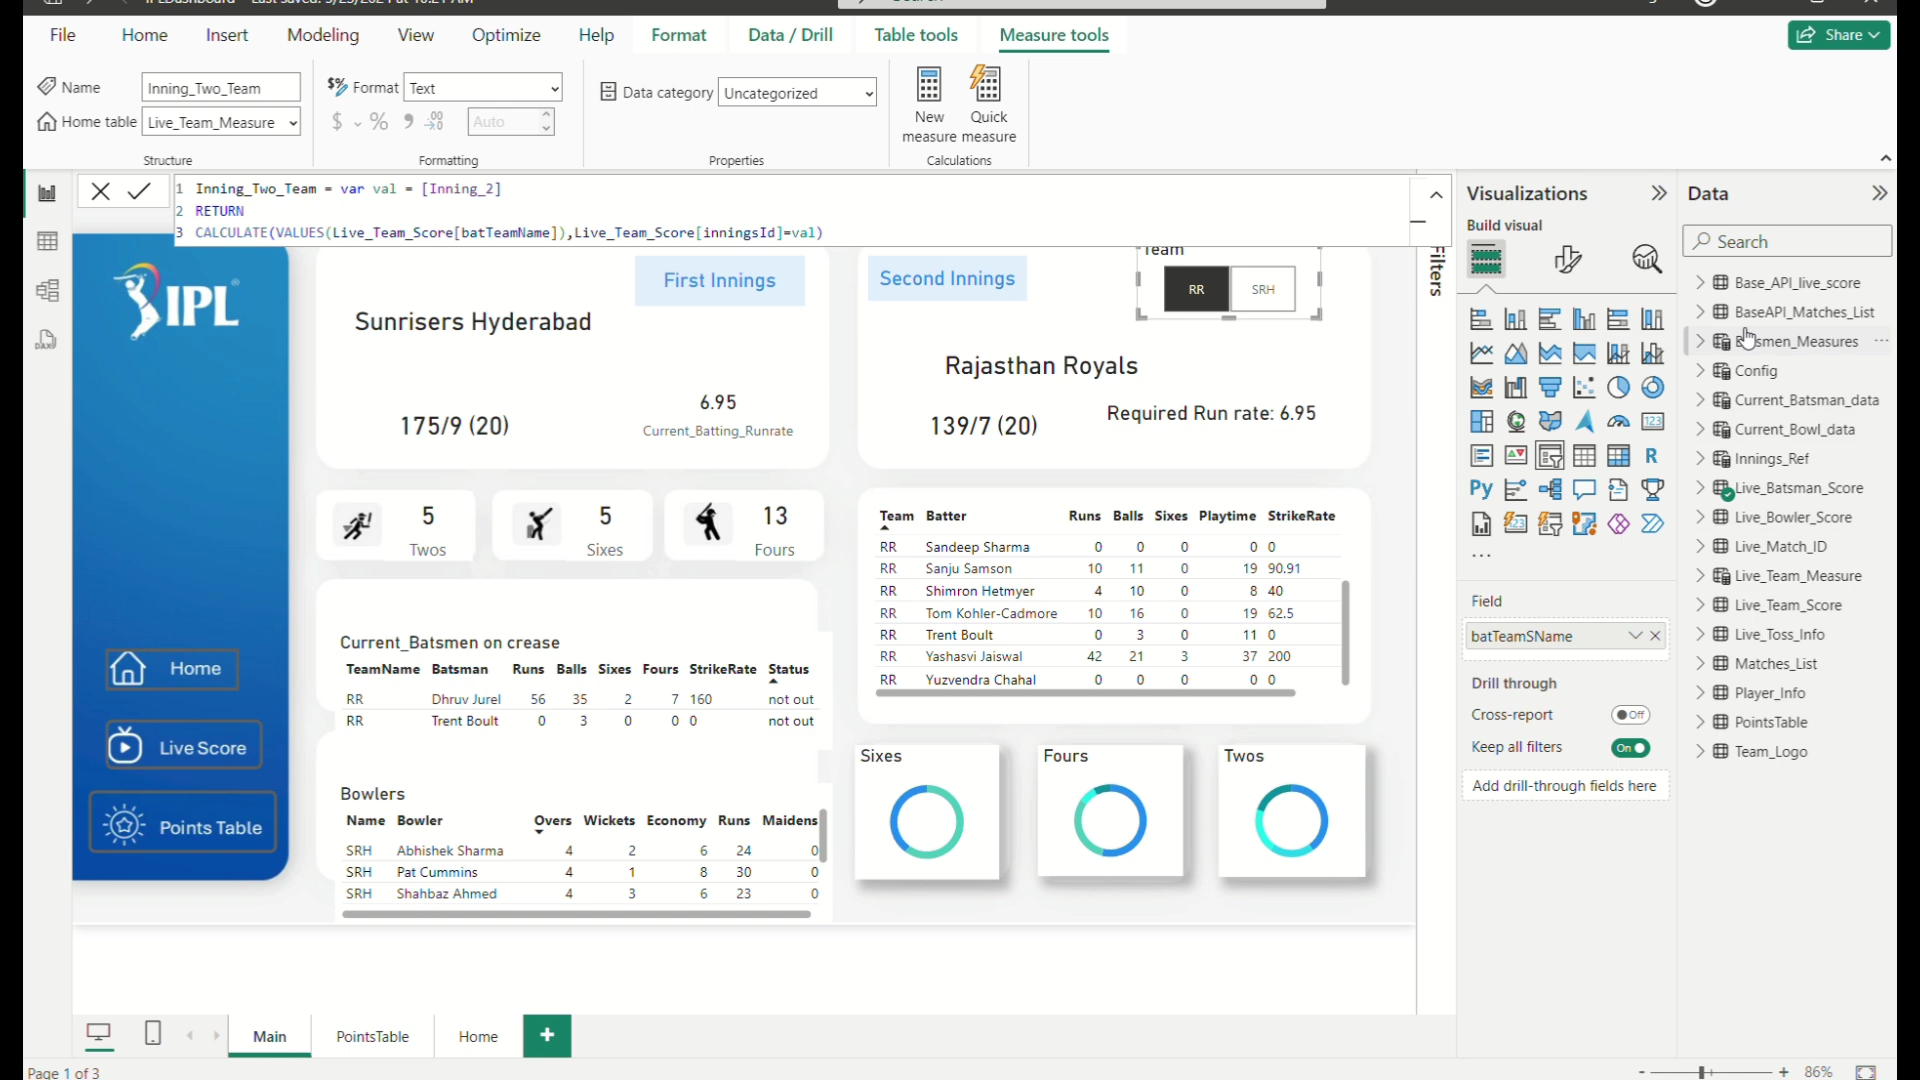 File Home Insert Modeling View Optimize Help Format Data / Drill Table tools Measure tools Share
Name Inning_Two_Team
Home table Live_Team_Measure
Structure
$% Format Text
$ % 9 .00 Auto
Formatting
Data category Uncategorized
Properties
New measure
Quick measure
Calculations
1 Inning_Two_Team = var val = [Inning_2]
2 RETURN
3 CALCULATE(VALUES(Live_Team_Score[batTeamName]),Live_Team_Score[inningsId]=val)
IPL
Home
Live Score
Points Table
First Innings
Sunrisers Hyderabad
175/9 (20)
6.95
Current_Batting_Runrate
Second Innings
Team
RR SRH
Rajasthan Royals
139/7 (20)
Required Run rate: 6.95
5
Twos
5
Sixes
13
Fours
Current_Batsmen on crease
TeamName Batsman Runs Balls Sixes Fours StrikeRate Status
RR Dhruv Jurel 56 35 2 7 160 not out
RR Trent Boult 0 3 0 0 0 not out
Bowlers
Name Bowler Overs Wickets Economy Runs Maidens
SRH Abhishek Sharma 4 2 6 24 0
SRH Pat Cummins 4 1 8 30 0
SRH Shahbaz Ahmed 4 3 6 23 0
Team Batter Runs Balls Sixes Playtime StrikeRate
RR Sandeep Sharma 0 0 0 0 0
RR Sanju Samson 10 11 0 19 90.91
RR Shimron Hetmyer 4 10 0 8 40
RR Tom Kohler-Cadmore 10 16 0 19 62.5
RR Trent Boult 0 3 0 11 0
RR Yashasvi Jaiswal 42 21 3 37 200
RR Yuzvendra Chahal 0 0 0 0 0
Sixes
Fours
Twos
Filters
Visualizations
Build visual
123
R
Py
Field
batTeamSName
Drill through
Cross-report Off
Keep all filters On
Add drill-through fields here
Data
Search
Base_API_live_score
BaseAPI_Matches_List
smen_Measures
Config
Current_Batsman_data
Current_Bowl_data
Innings_Ref
Live_Batsman_Score
Live_Bowler_Score
Live_Match_ID
Live_Team_Measure
Live_Team_Score
Live_Toss_Info
Matches_List
Player_Info
PointsTable
Team_Logo
Main PointsTable Home +
Page 1 of 3
- + 86%